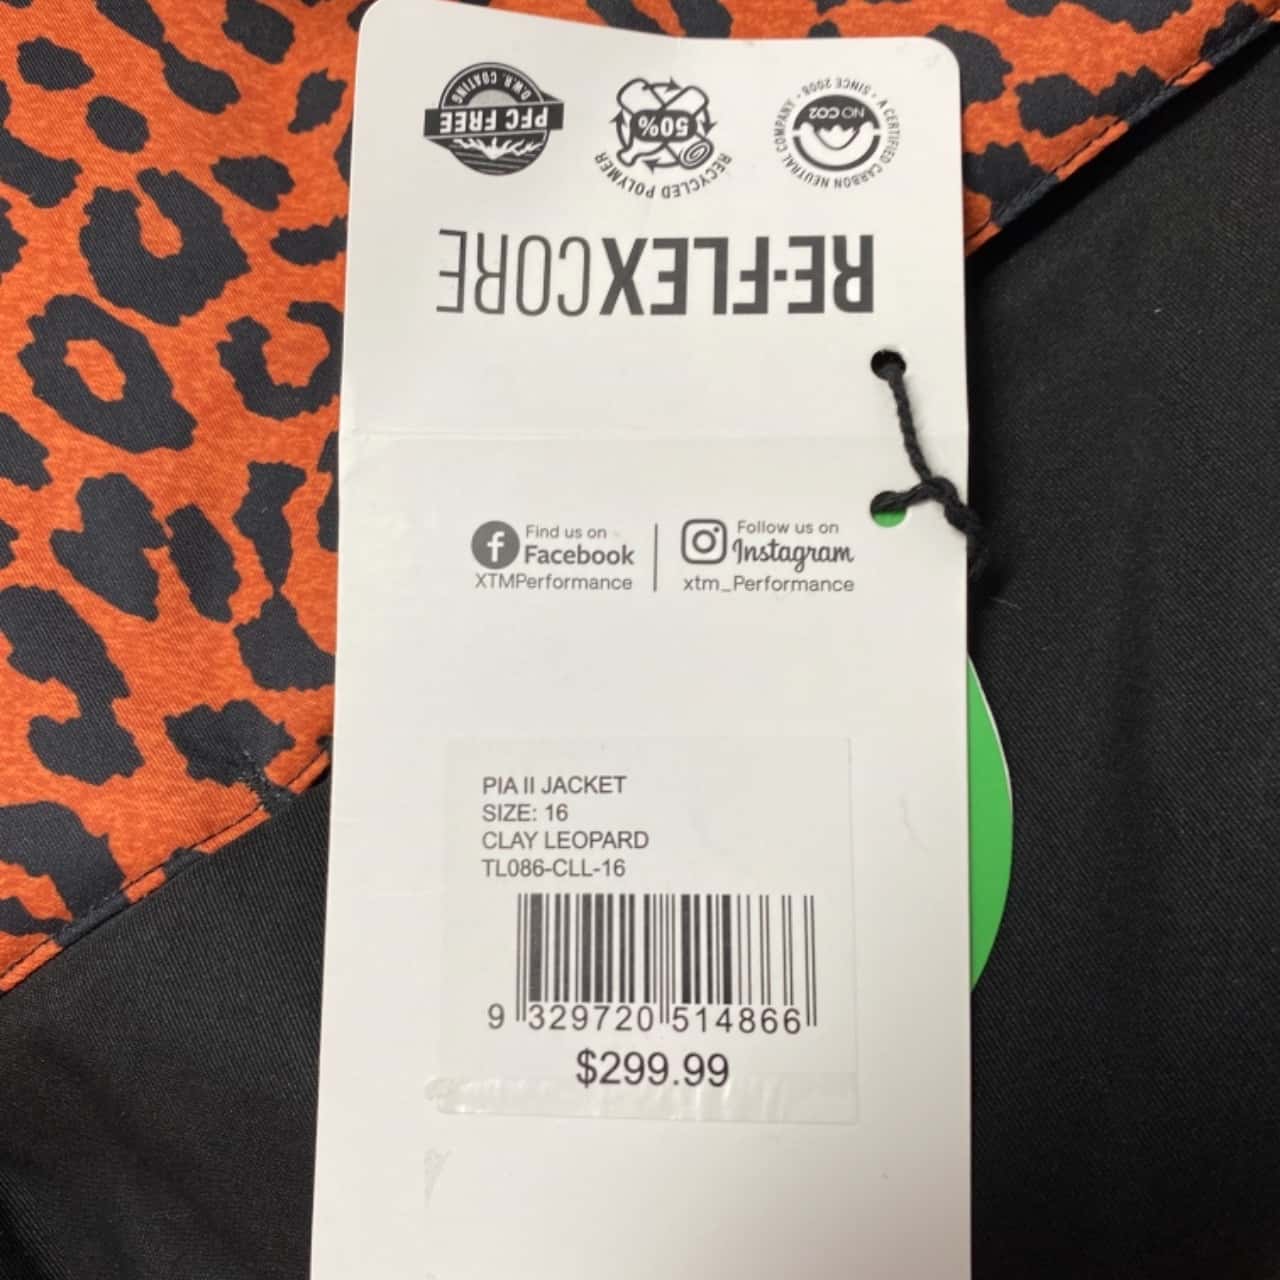 D.W.R. COATING
PFC FREE
50%
RECYCLED POLYMER
NO CO2
A CERTIFIED CARBON NEUTRAL COMPANY • SINCE 2008 •
RE-FLEXCORE
Find us on
Facebook
XTMPerformance
Follow us on
Instagram
xtm_Performance
PIA II JACKET
SIZE: 16
CLAY LEOPARD
TL086-CLL-16
9 329720 514866
$299.99